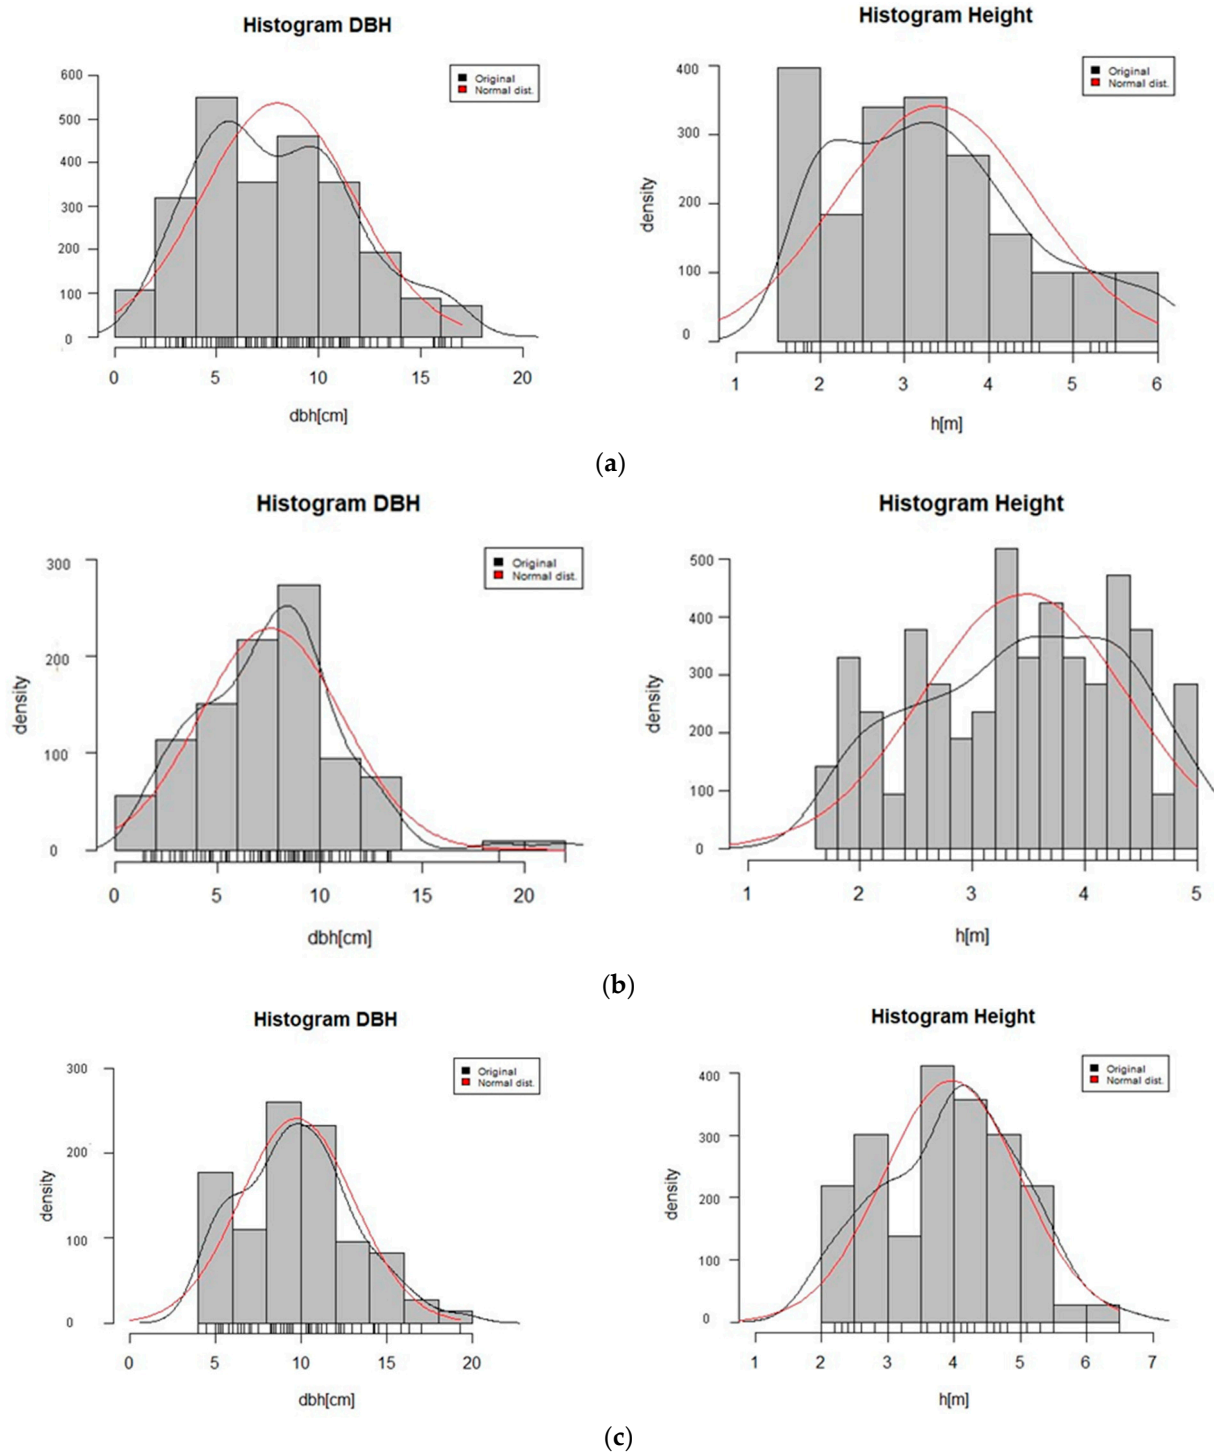 Histogram DBH
Original
Normal dist.
600
500
400
300
200
100
0
0 5 10 15 20
dbh[cm]
Histogram Height
Original
Normal dist.
density
400
300
200
100
0
1 2 3 4 5 6
h[m]
(a)
Histogram DBH
Original
Normal dist.
density
300
200
100
0
0 5 10 15 20
dbh[cm]
Histogram Height
density
500
400
300
200
100
0
1 2 3 4 5
h[m]
(b)
Histogram DBH
Original
Normal dist.
density
300
200
100
0
0 5 10 15 20
dbh[cm]
Histogram Height
Original
Normal dist.
density
400
300
200
100
0
1 2 3 4 5 6 7
h[m]
(c)